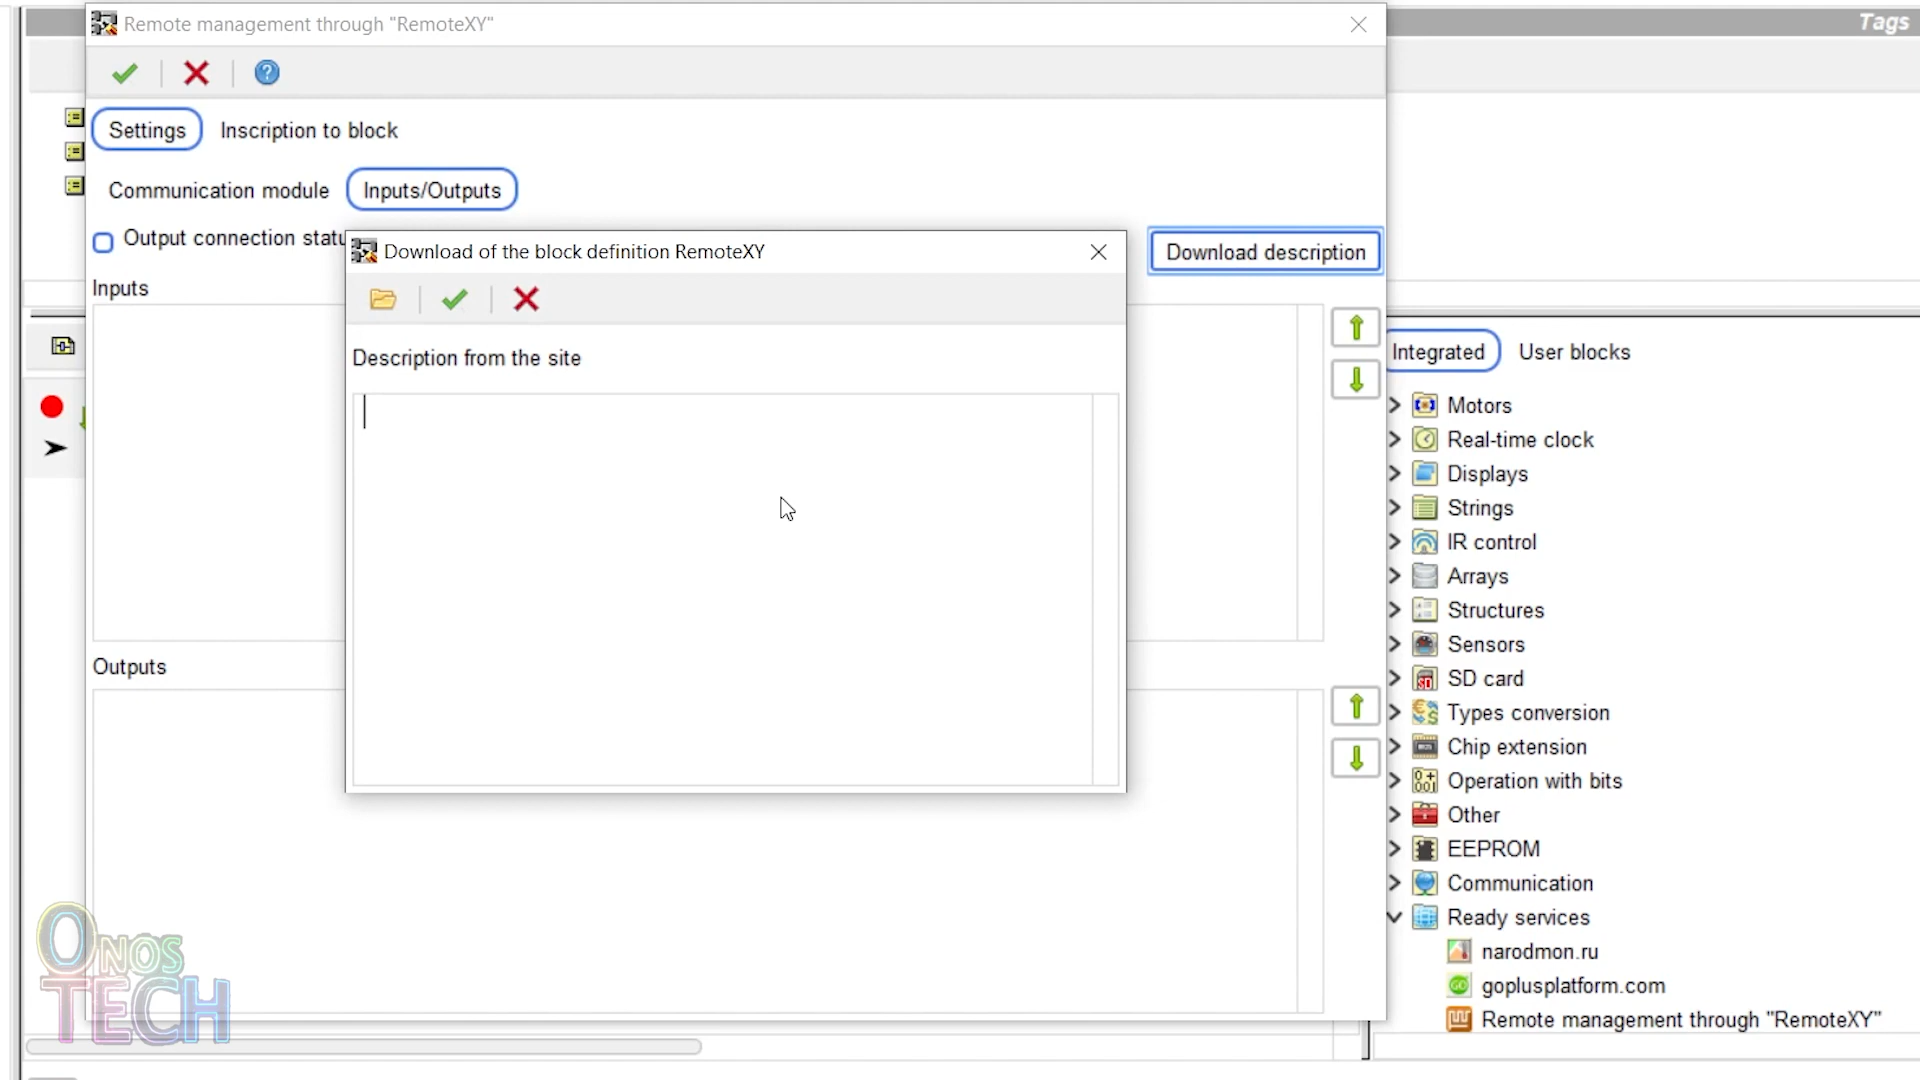 Tags
Remote management through "RemoteXY"
Settings
Inscription to block
Communication module
Inputs/Outputs
Output connection statu
Download description
Inputs
Download of the block definition RemoteXY
Description from the site
Outputs
Integrated
User blocks
Motors
Real-time clock
Displays
Strings
IR control
Arrays
Structures
Sensors
SD card
Types conversion
Chip extension
Operation with bits
Other
EEPROM
Communication
Ready services
narodmon.ru
goplusplatform.com
Remote management through "RemoteXY"
ONOS
TECH